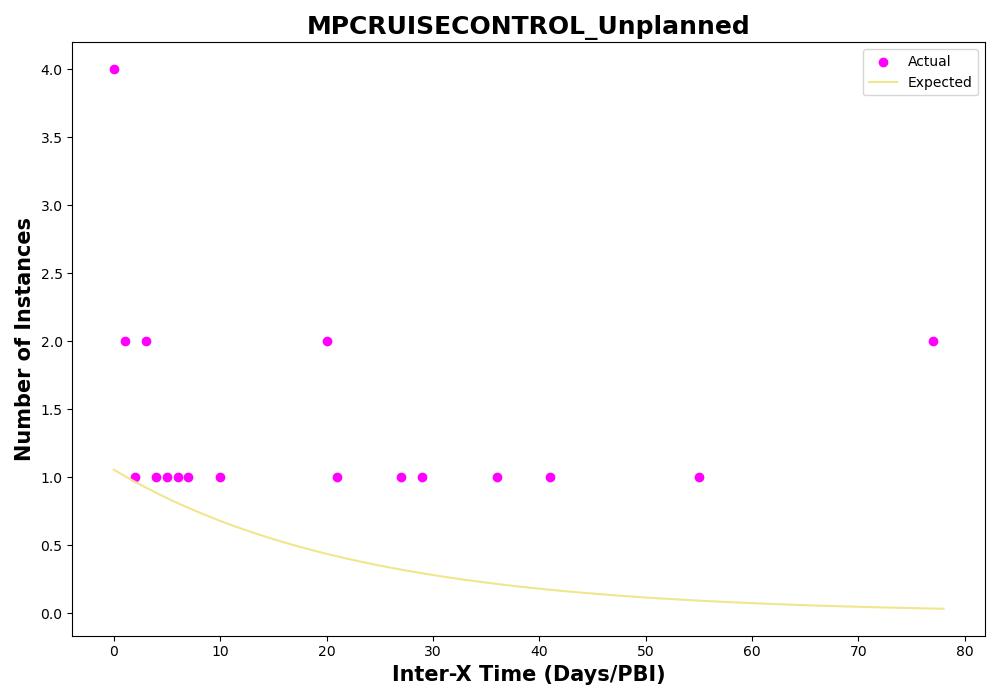 MPCRUISECONTROL_Unplanned
Actual
Expected
Number of Instances
4.0
3.5
3.0
2.5
2.0
1.5
1.0
0.5
0.0
0 10 20 30 40 50 60 70 80
Inter-X Time (Days/PBI)